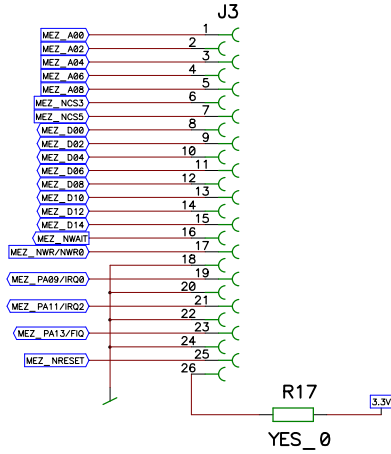 J3
MEZ_A00 1
MEZ_A02 2
MEZ_A04 3
MEZ_A06 4
MEZ_A08 5
MEZ_NCS3 6
MEZ_NCS5 7
MEZ_D00 8
MEZ_D02 9
MEZ_D04 10
MEZ_D06 11
MEZ_D08 12
MEZ_D10 13
MEZ_D12 14
MEZ_D14 15
MEZ_NWAIT 16
MEZ_NWR/NWR0 17
18
MEZ_PA09/IRQ0 19
20
MEZ_PA11/IRQ2 21
22
MEZ_PA13/FIQ 23
24
MEZ_NRESET 25
26
R17
3.3V
YES_0